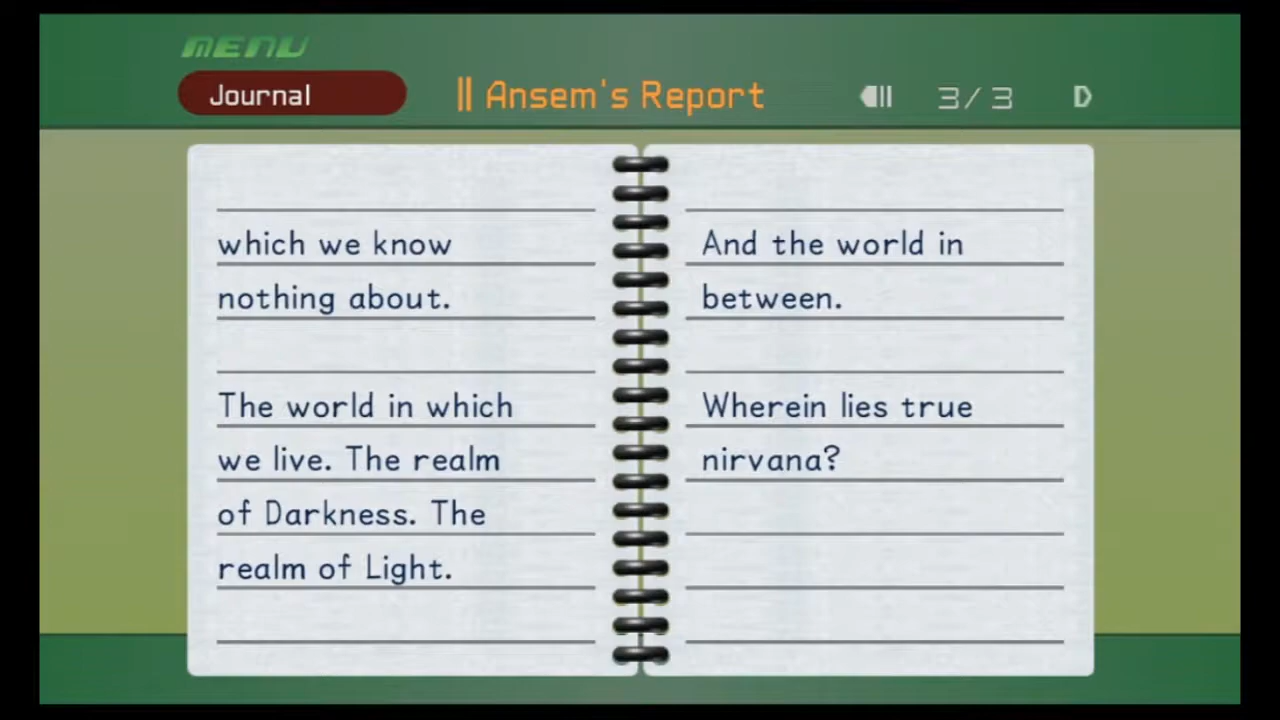 MENU
Journal
Ansem's Report
3/3
which we know
nothing about.
The world in which
we live. The realm
of Darkness. The
realm of Light.
And the world in
between.
Wherein lies true
nirvana?